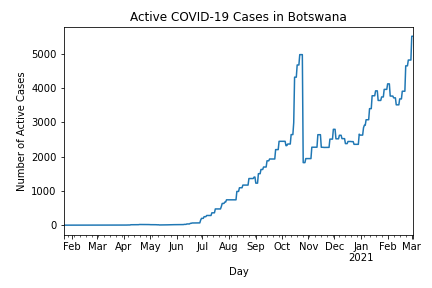 Active COVID-19 Cases in Botswana
Number of Active Cases
5000
4000
3000
2000
1000
0
Feb Mar Apr May Jun Jul Aug Sep Oct Nov Dec Jan Feb Mar
2021
Day